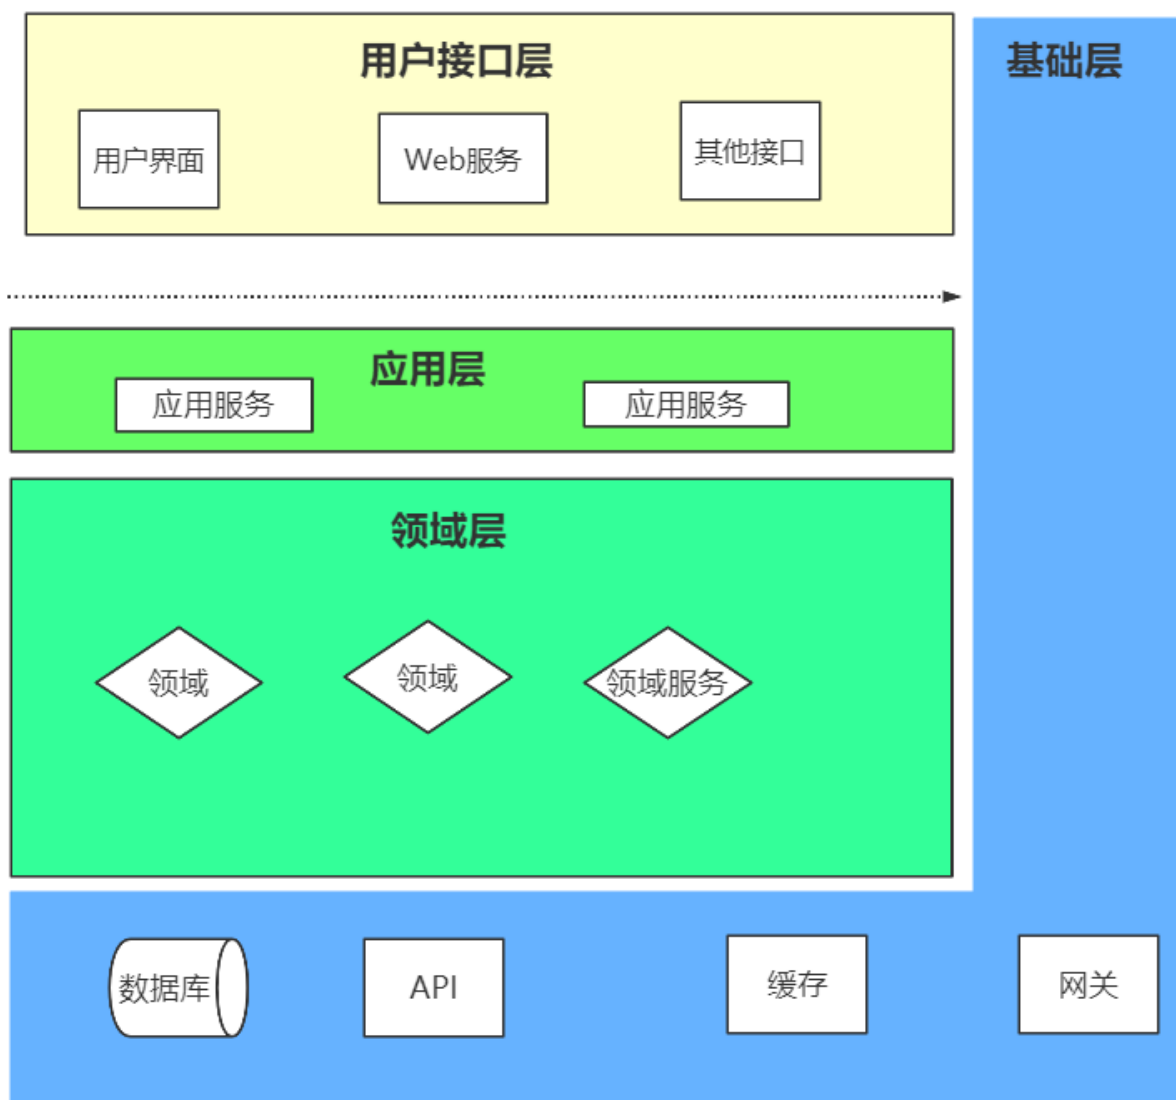 用户接口层
基础层
用户界面
Web服务
其他接口
应用层
应用服务
应用服务
领域层
领域
领域
领域服务
数据库
API
缓存
网关